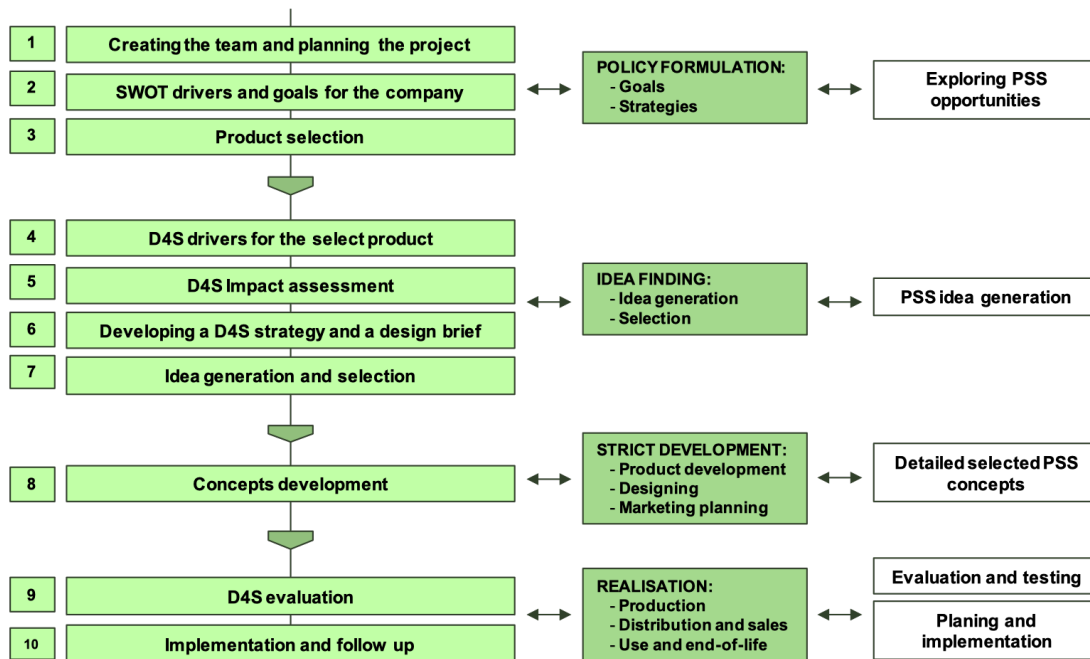 1
Creating the team and planning the project
2
SWOT drivers and goals for the company
3
Product selection
POLICY FORMULATION:
- Goals
- Strategies
Exploring PSS
opportunities
4
D4S drivers for the select product
5
D4S Impact assessment
6
Developing a D4S strategy and a design brief
7
Idea generation and selection
IDEA FINDING:
- Idea generation
- Selection
PSS idea generation
8
Concepts development
STRICT DEVELOPMENT:
- Product development
- Designing
- Marketing planning
Detailed selected PSS
concepts
9
D4S evaluation
10
Implementation and follow up
REALISATION:
- Production
- Distribution and sales
- Use and end-of-life
Evaluation and testing
Planing and
implementation